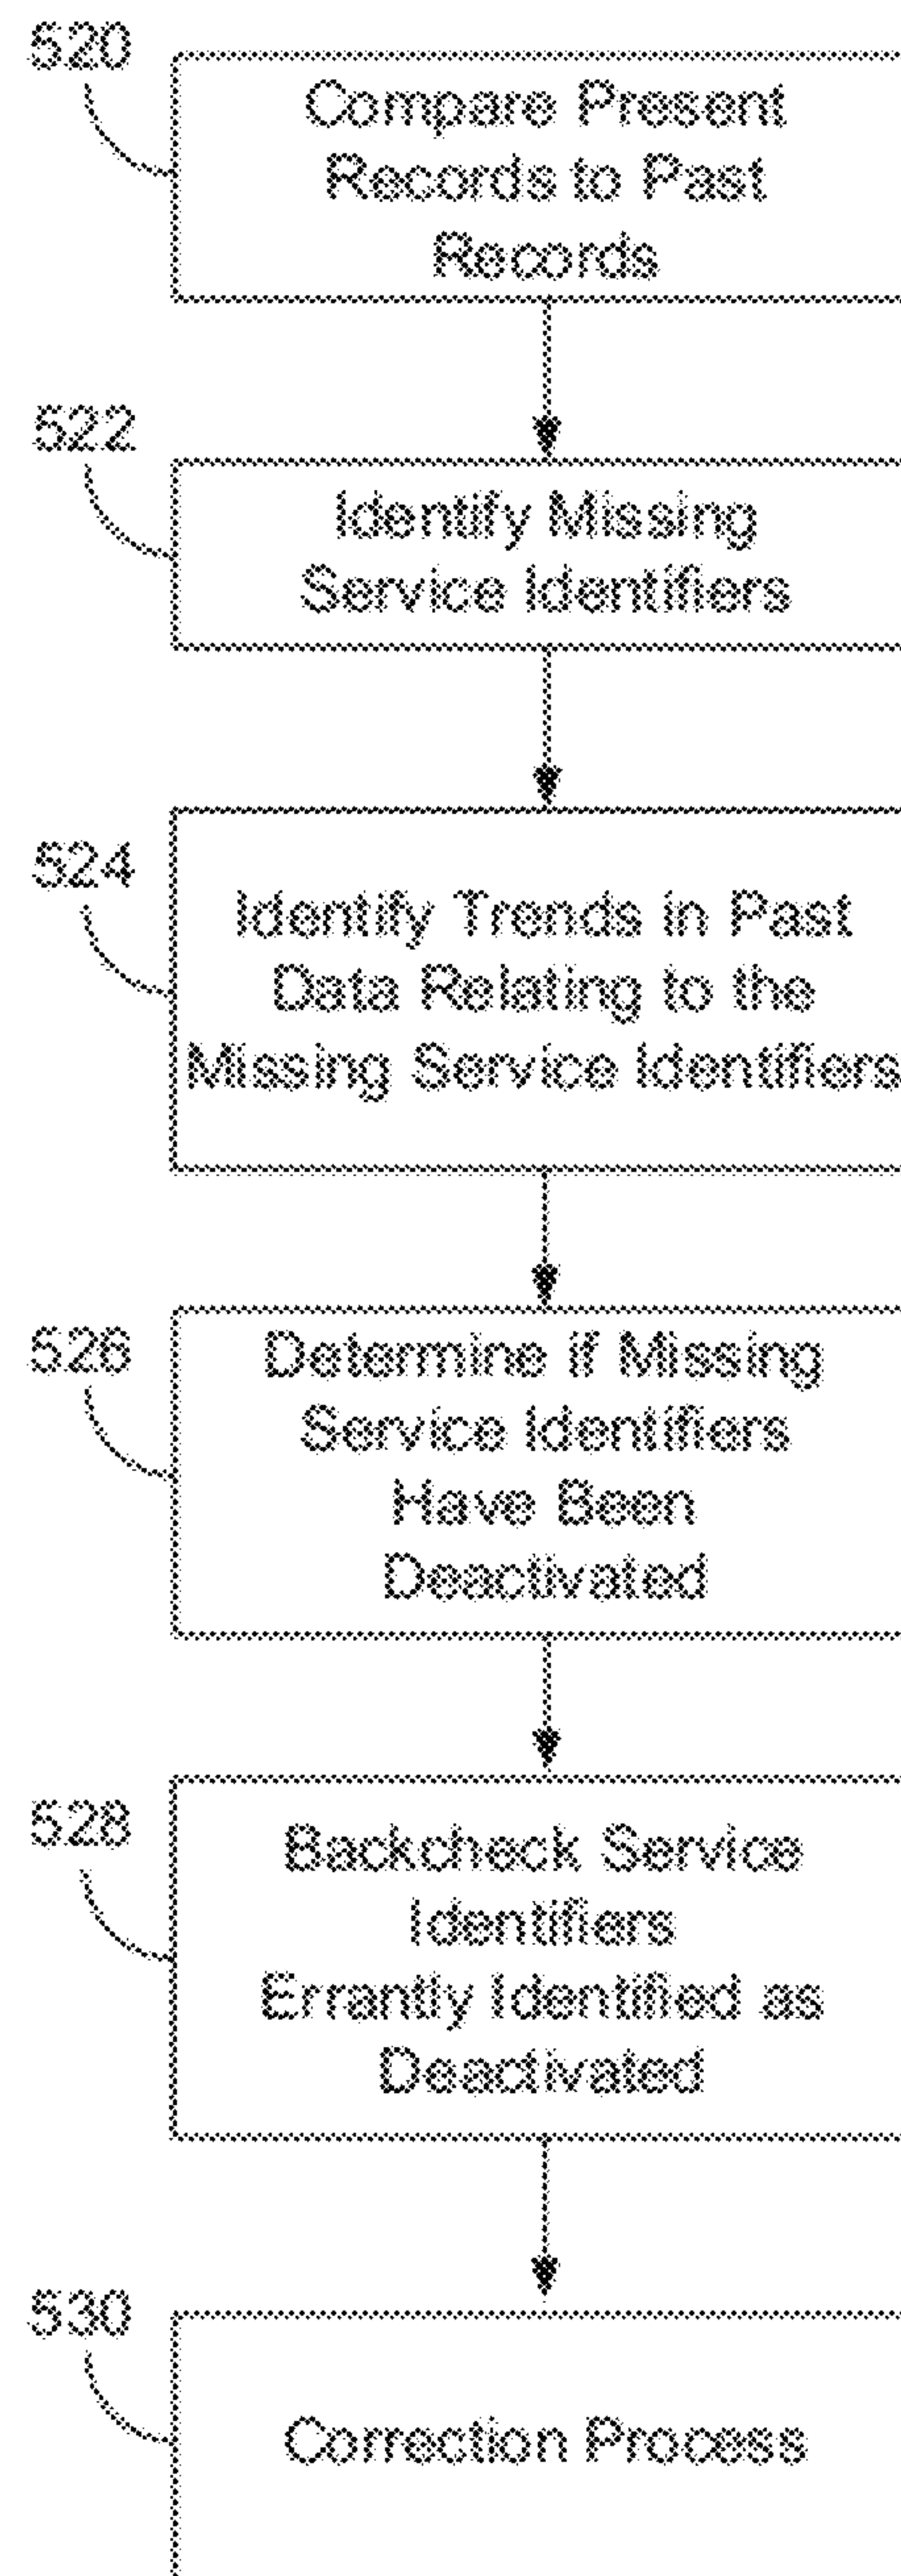 520
Compare Present
Records to Past
Records
522
Identify Missing
Service Identifiers
524
Identify Trends in Past
Data Relating to the
Missing Service Identifiers
526
Determine if Missing
Service Identifiers
Have Been
Deactivated
528
Backcheck Service
Identifiers
Errantly Identified as
Deactivated
530
Correction Process